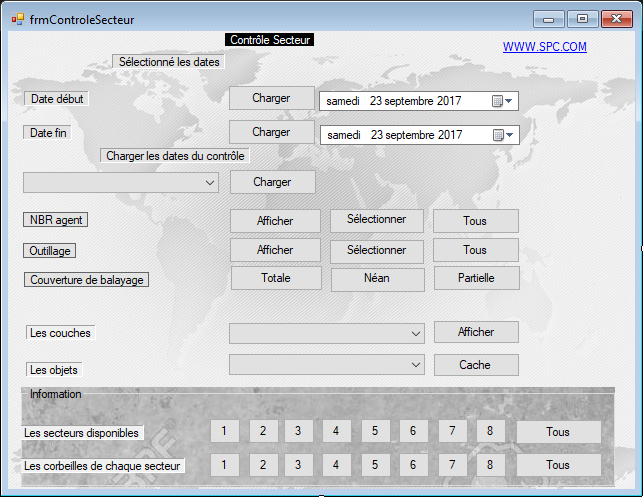 frmControleSecteur
Contrôle Secteur
WWW.SPC.COM
Sélectionné les dates
Date début Charger samedi 23 septembre 2017
Date fin Charger samedi 23 septembre 2017
Charger les dates du contrôle
Charger
NBR agent Afficher Sélectionner Tous
Outillage Afficher Sélectionner Tous
Couverture de balayage Totale Néan Partielle
Les couches Afficher
Les objets Cache
Information
Les secteurs disponibles 1 2 3 4 5 6 7 8 Tous
Les corbeilles de chaque secteur 1 2 3 4 5 6 7 8 Tous